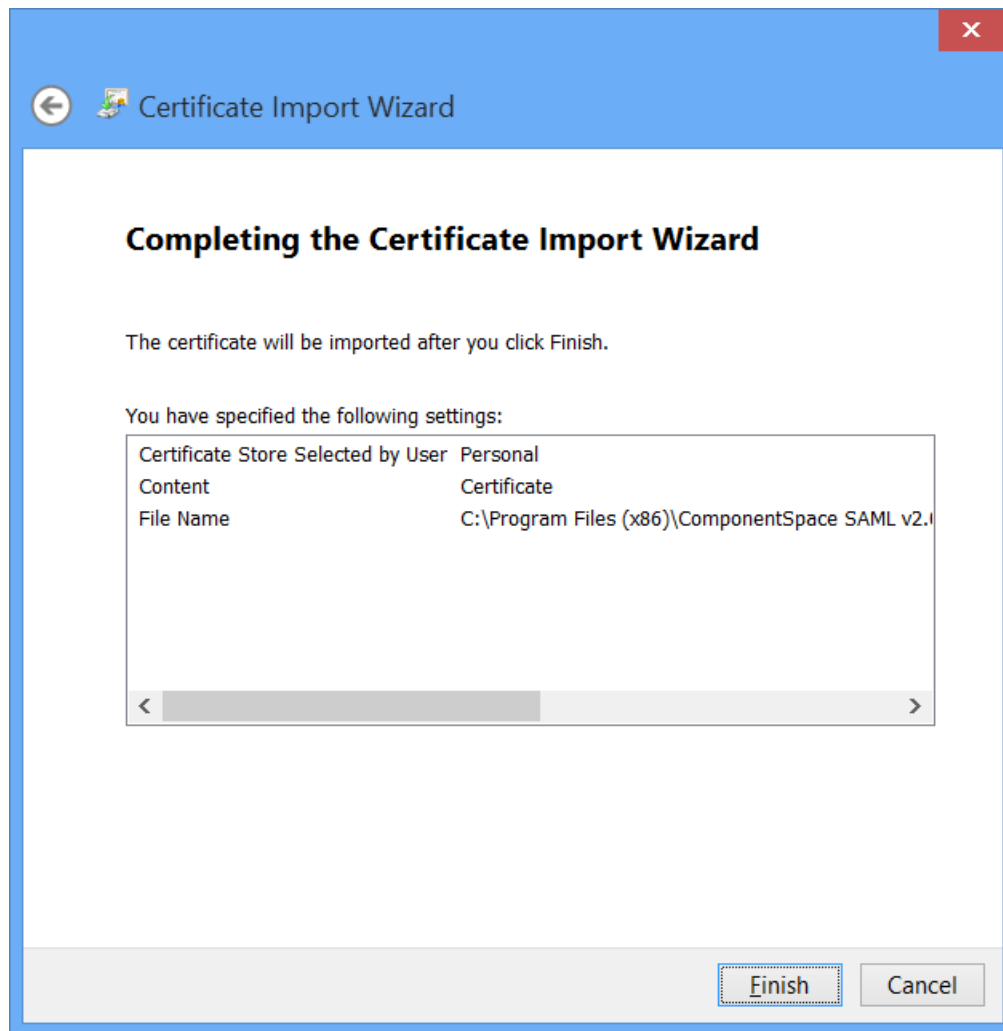 Certificate Import Wizard
Completing the Certificate Import Wizard
The certificate will be imported after you click Finish.
You have specified the following settings:
Certificate Store Selected by User Personal
Content Certificate
File Name C:\Program Files (x86)\ComponentSpace SAML v2.
Finish Cancel